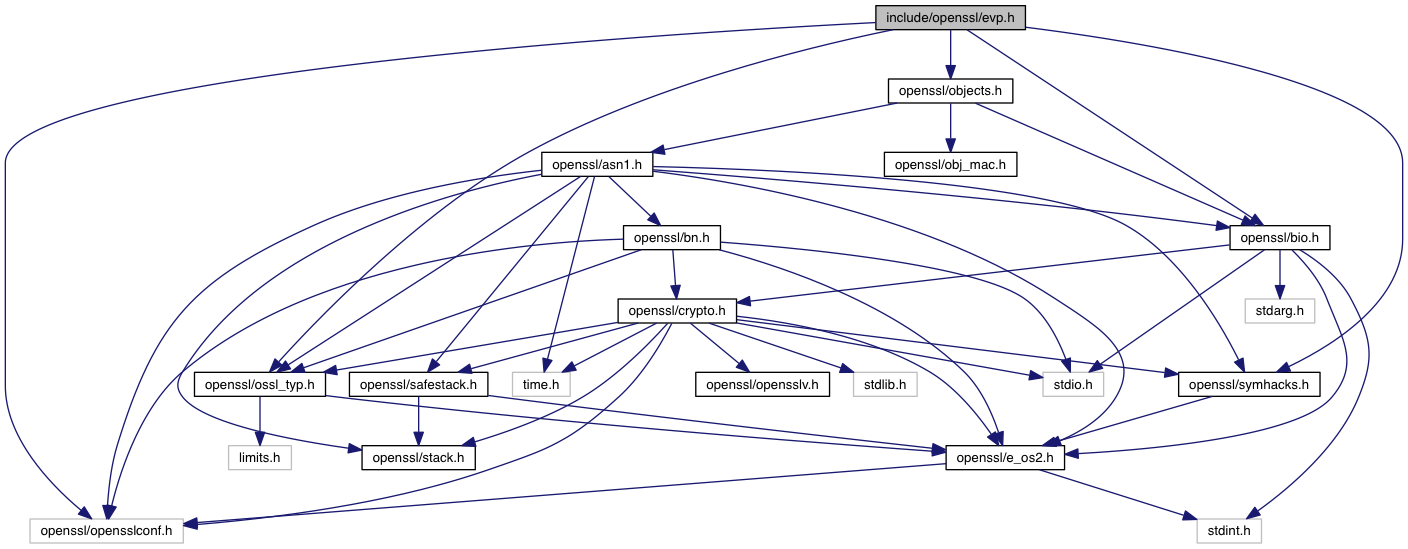 include/openssl/evp.h
openssl/objects.h
openssl/asn1.h
openssl/obj_mac.h
openssl/bn.h
openssl/bio.h
openssl/crypto.h
stdarg.h
openssl/ossl_typ.h
openssl/safestack.h
time.h
openssl/opensslv.h
stdlib.h
stdio.h
openssl/symhacks.h
limits.h
openssl/stack.h
openssl/e_os2.h
openssl/opensslconf.h
stdint.h